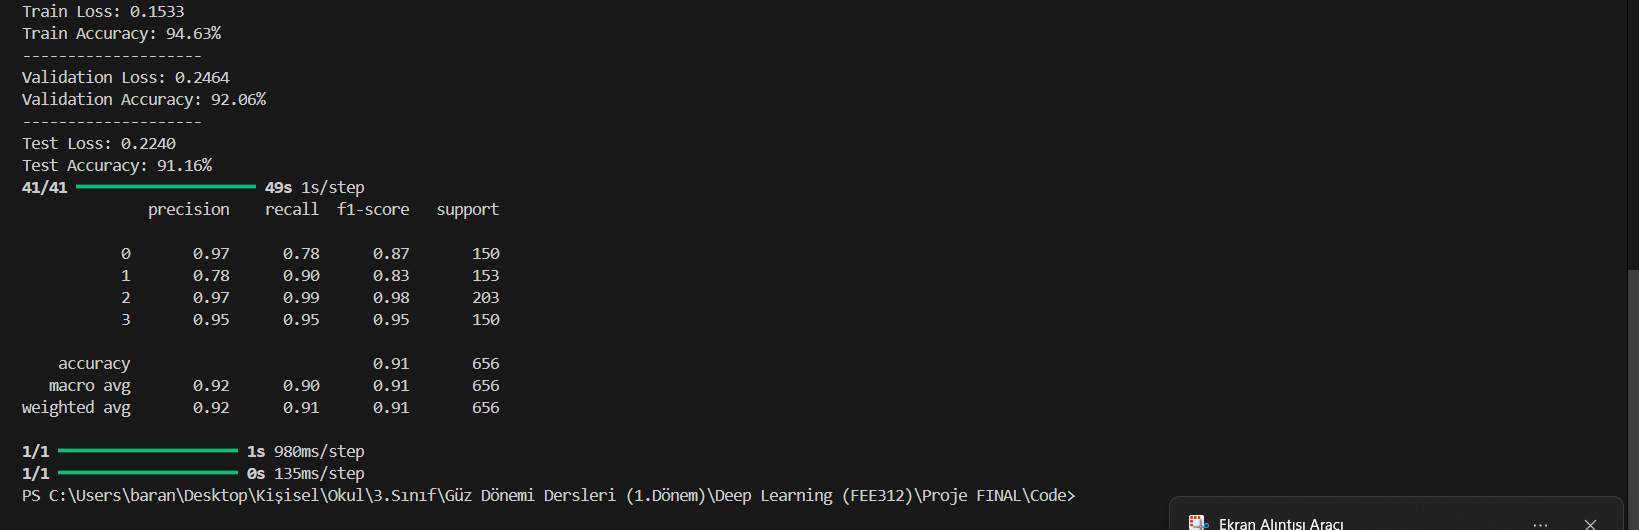 Train Loss: 0.1533
Train Accuracy: 94.63%
--------------------
Validation Loss: 0.2464
Validation Accuracy: 92.06%
--------------------
Test Loss: 0.2240
Test Accuracy: 91.16%
41/41 49s 1s/step
precision recall f1-score support
0 0.97 0.78 0.87 150
1 0.78 0.90 0.83 153
2 0.97 0.99 0.98 203
3 0.95 0.95 0.95 150
accuracy 0.91 656
macro avg 0.92 0.90 0.91 656
weighted avg 0.92 0.91 0.91 656
1/1 1s 980ms/step
1/1 0s 135ms/step
PS C:\Users\baran\Desktop\Kişisel\Okul\3.Sınıf\Güz Dönemi Dersleri (1.Dönem)\Deep Learning (FEE312)\Proje FINAL\Code>
Ekran Alıntısı Aracı